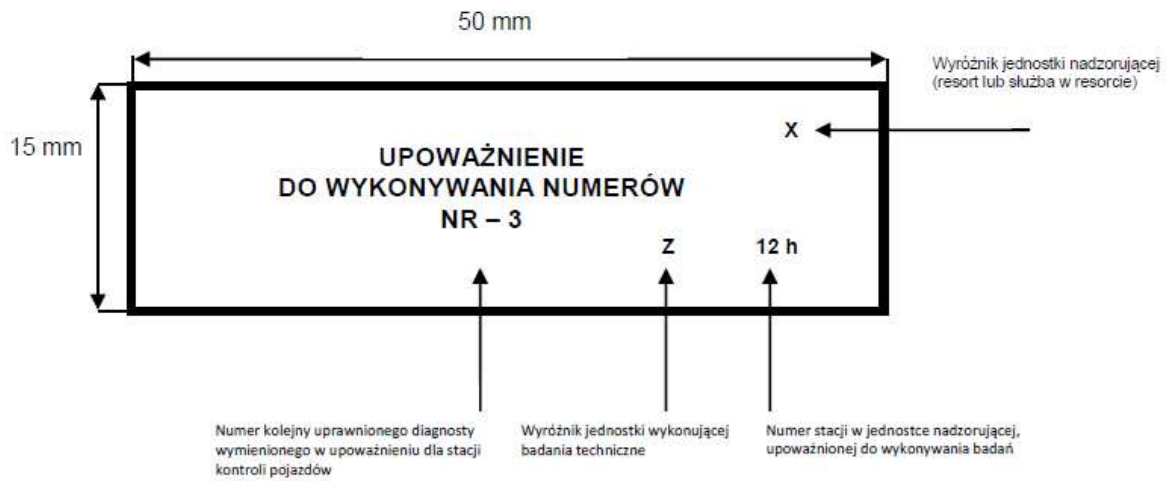 50 mm
Wyróżnik jednostki nadzorującej
(resort lub służba w resorcie)
X
15 mm
UPOWAŻNIENIE
DO WYKONYWANIA NUMERÓW
NR – 3
Z 12 h
Numer kolejny uprawnionego diagnosty
wymienionego w upoważnieniu dla stacji
kontroli pojazdów
Wyróżnik jednostki wykonującej
badania techniczne
Numer stacji w jednostce nadzorującej,
upoważnionej do wykonywania badań